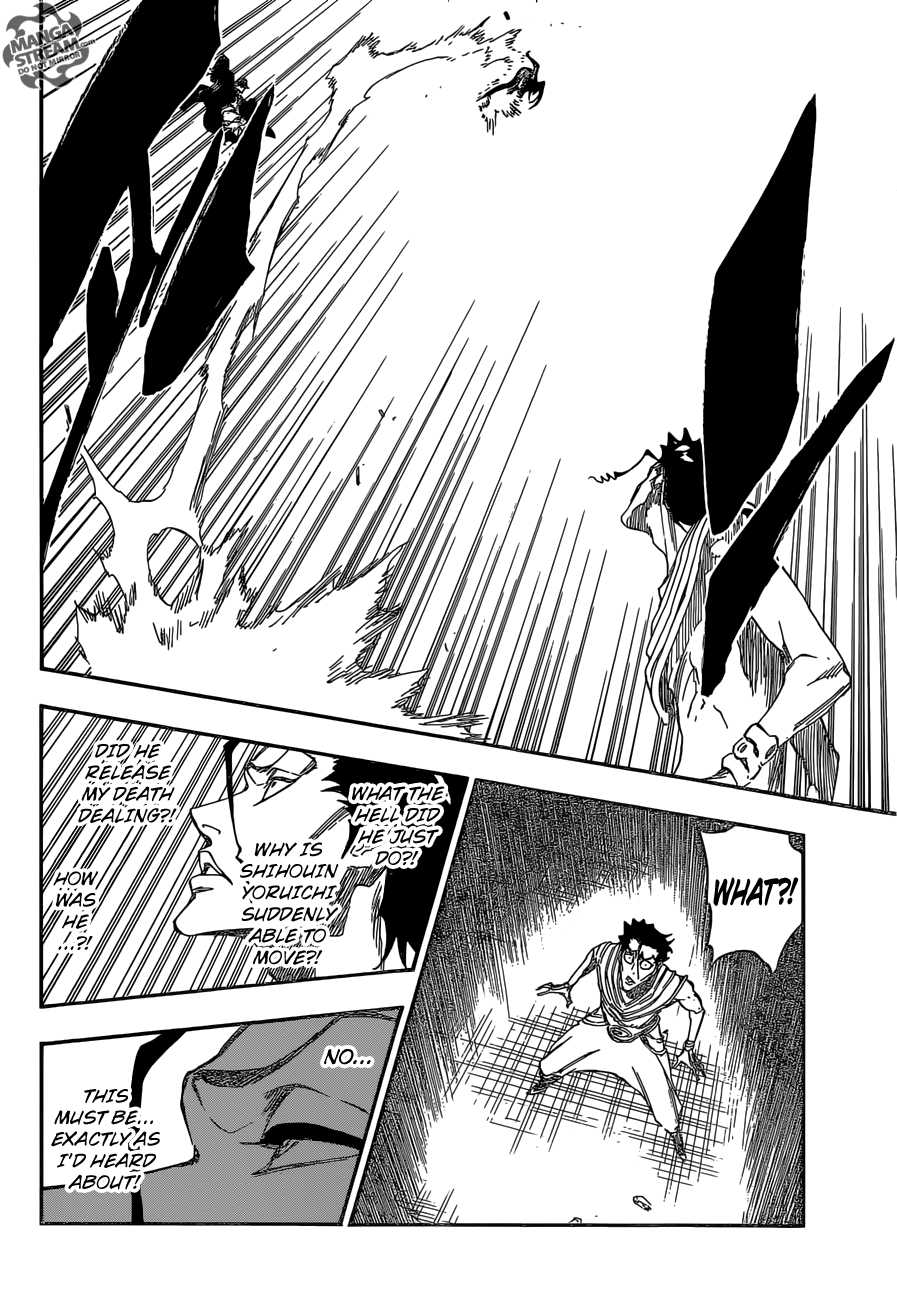 MANGA
STREAM.com
DO NOT MIRROR
WHAT THE
HELL DID
HE JUST
DO?!
WHY IS
SHIHOUIN
YORUICHI
SUDDENLY
ABLE TO
MOVE?!
DID HE
RELEASE
MY DEATH
DEALING?!
HOW
WAS
HE
...?!
WHAT?!
NO...
THIS
MUST BE...
EXACTLY AS
I'D HEARD
ABOUT!